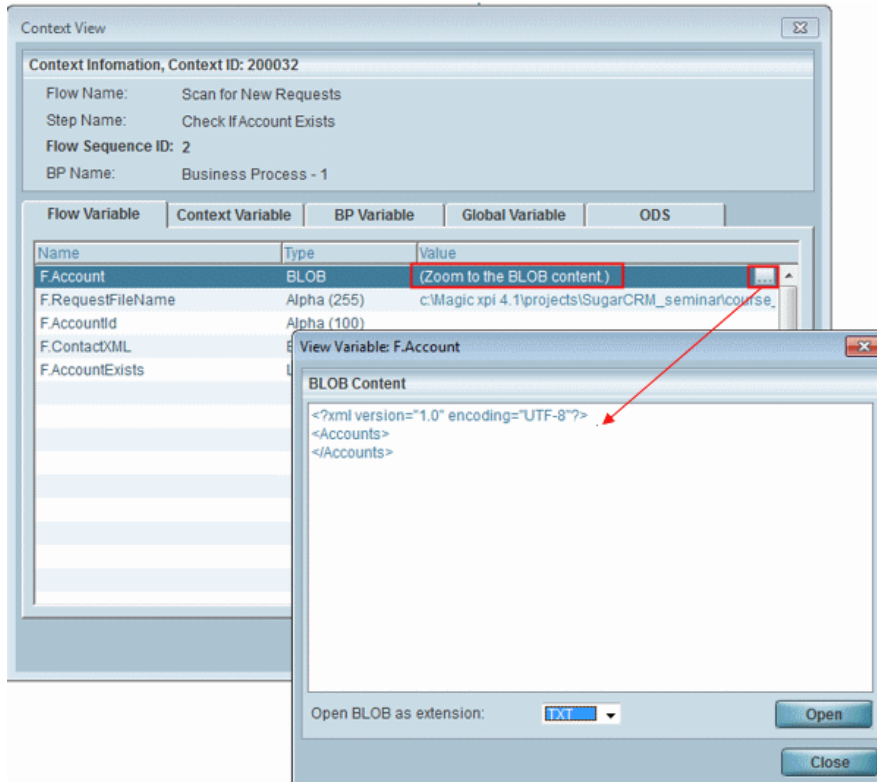 Context View
Context Infomation, Context ID: 200032
Flow Name: Scan for New Requests
Step Name: Check If Account Exists
Flow Sequence ID: 2
BP Name: Business Process - 1
Flow Variable Context Variable BP Variable Global Variable ODS
Name Type Value
F.Account BLOB (Zoom to the BLOB content.) ...
F.RequestFileName Alpha (255) c:\Magic xpi 4.1\projects\SugarCRM_seminar\course_
F.AccountId Alpha (100)
F.ContactXML
F.AccountExists
View Variable: F.Account
BLOB Content
<?xml version="1.0" encoding="UTF-8"?>
<Accounts>
</Accounts>
Open BLOB as extension: TXT Open
Close